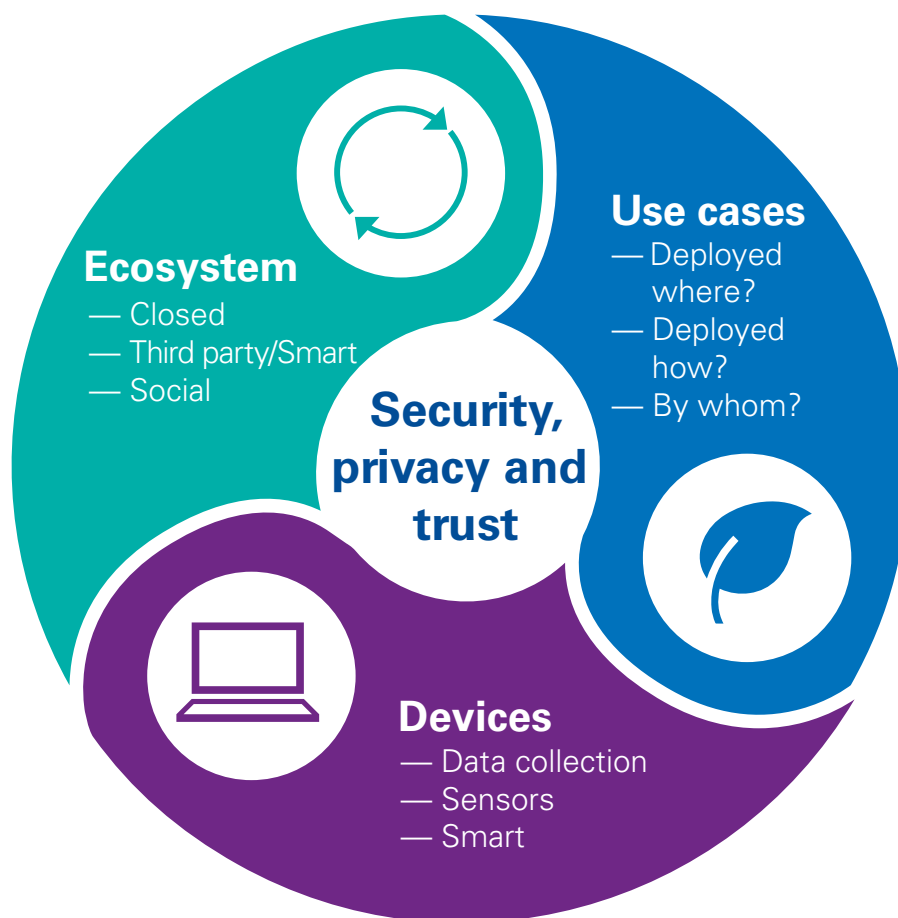 Ecosystem
— Closed
— Third party/Smart
— Social
Use cases
— Deployed
where?
— Deployed
how?
— By whom?
Security,
privacy and
trust
Devices
— Data collection
— Sensors
— Smart